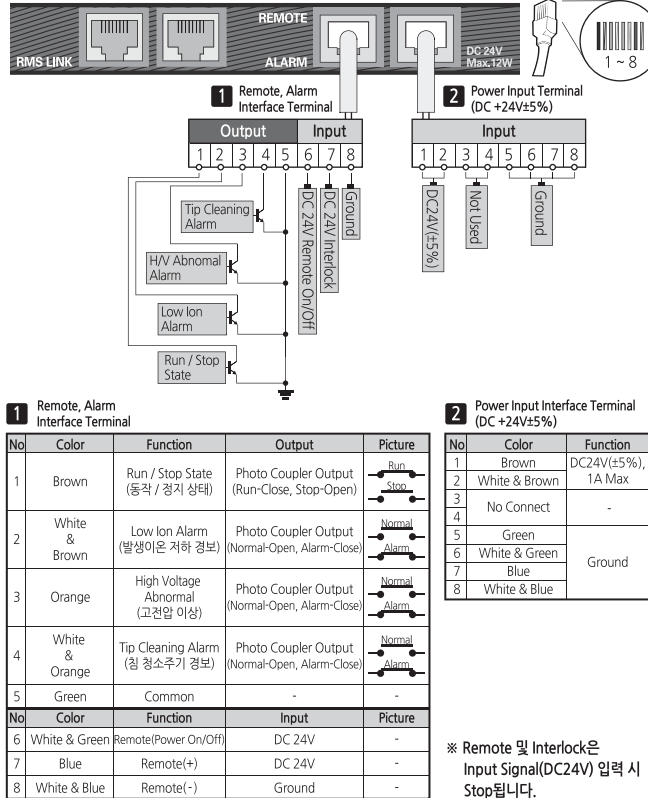 RMS LINK
REMOTE
ALARM
DC 24V
Max.12W
1 ~ 8
1 Remote, Alarm
Interface Terminal
2 Power Input Terminal
(DC +24V±5%)
Output Input
1 2 3 4 5 6 7 8
Input
1 2 3 4 5 6 7 8
Tip Cleaning
Alarm
H/V Abnomal
Alarm
Low Ion
Alarm
Run / Stop
State
DC 24V Remote On/Off
DC 24V Interlock
Ground
DC24V(±5%)
Not Used
Ground
1 Remote, Alarm
Interface Terminal
No Color Function Output Picture
1 Brown Run / Stop State
(동작 / 정지 상태) Photo Coupler Output
(Run-Close, Stop-Open) Run
Stop
2 White
&
Brown Low Ion Alarm
(발생이온 저하 경보) Photo Coupler Output
(Normal-Open, Alarm-Close) Normal
Alarm
3 Orange High Voltage
Abnormal
(고전압 이상) Photo Coupler Output
(Normal-Open, Alarm-Close) Normal
Alarm
4 White
&
Orange Tip Cleaning Alarm
(침 청소주기 경보) Photo Coupler Output
(Normal-Open, Alarm-Close) Normal
Alarm
5 Green Common - -
No Color Function Input Picture
6 White & Green Remote(Power On/Off) DC 24V -
7 Blue Remote(+) DC 24V -
8 White & Blue Remote(-) Ground -
2 Power Input Interface Terminal
(DC +24V±5%)
No Color Function
1 Brown DC24V(±5%),
2 White & Brown 1A Max
3
4 No Connect -
5 Green
6 White & Green
7 Blue
8 White & Blue
Ground
※ Remote 및 Interlock은
Input Signal(DC24V) 입력 시
Stop됩니다.